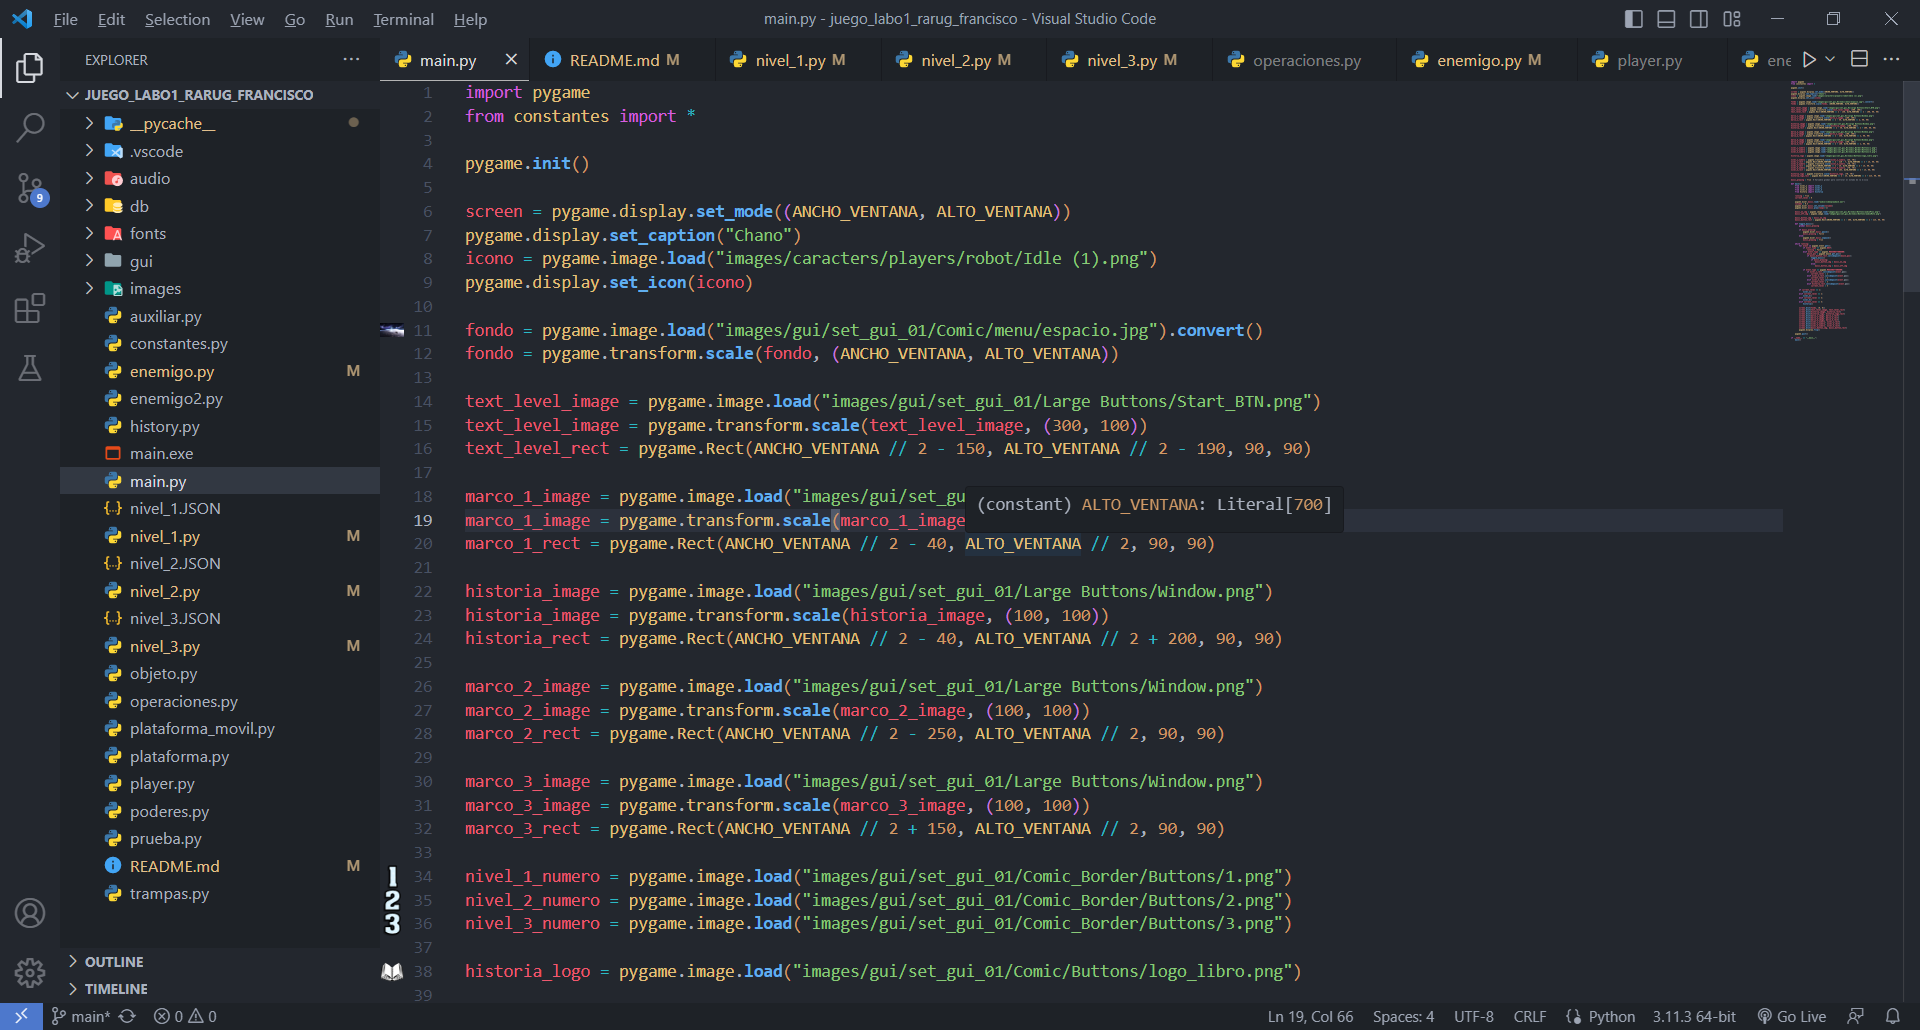 File Edit Selection View Go Run Terminal Help
main.py - juego_labo1_rarug_francisco - Visual Studio Code
EXPLORER
main.py
README.md M
nivel_1.py M
nivel_2.py M
nivel_3.py M
operaciones.py
enemigo.py M
player.py
ene
JUEGO_LABO1_RARUG_FRANCISCO
__pycache__
.vscode
audio
db
fonts
gui
images
auxiliar.py
constantes.py
enemigo.py M
enemigo2.py
history.py
main.exe
main.py
nivel_1.JSON
nivel_1.py M
nivel_2.JSON
nivel_2.py M
nivel_3.JSON
nivel_3.py M
objeto.py
operaciones.py
plataforma_movil.py
plataforma.py
player.py
poderes.py
prueba.py
README.md M
trampas.py
OUTLINE
TIMELINE
9
1 import pygame
2 from constantes import *
3
4 pygame.init()
5
6 screen = pygame.display.set_mode((ANCHO_VENTANA, ALTO_VENTANA))
7 pygame.display.set_caption("Chano")
8 icono = pygame.image.load("images/caracters/players/robot/Idle (1).png")
9 pygame.display.set_icon(icono)
10
11 fondo = pygame.image.load("images/gui/set_gui_01/Comic/menu/espacio.jpg").convert()
12 fondo = pygame.transform.scale(fondo, (ANCHO_VENTANA, ALTO_VENTANA))
13
14 text_level_image = pygame.image.load("images/gui/set_gui_01/Large Buttons/Start_BTN.png")
15 text_level_image = pygame.transform.scale(text_level_image, (300, 100))
16 text_level_rect = pygame.Rect(ANCHO_VENTANA // 2 - 150, ALTO_VENTANA // 2 - 190, 90, 90)
17
18 marco_1_image = pygame.image.load("images/gui/set_gu
(constant) ALTO_VENTANA: Literal[700]
19 marco_1_image = pygame.transform.scale(marco_1_image
20 marco_1_rect = pygame.Rect(ANCHO_VENTANA // 2 - 40, ALTO_VENTANA // 2, 90, 90)
21
22 historia_image = pygame.image.load("images/gui/set_gui_01/Large Buttons/Window.png")
23 historia_image = pygame.transform.scale(historia_image, (100, 100))
24 historia_rect = pygame.Rect(ANCHO_VENTANA // 2 - 40, ALTO_VENTANA // 2 + 200, 90, 90)
25
26 marco_2_image = pygame.image.load("images/gui/set_gui_01/Large Buttons/Window.png")
27 marco_2_image = pygame.transform.scale(marco_2_image, (100, 100))
28 marco_2_rect = pygame.Rect(ANCHO_VENTANA // 2 - 250, ALTO_VENTANA // 2, 90, 90)
29
30 marco_3_image = pygame.image.load("images/gui/set_gui_01/Large Buttons/Window.png")
31 marco_3_image = pygame.transform.scale(marco_3_image, (100, 100))
32 marco_3_rect = pygame.Rect(ANCHO_VENTANA // 2 + 150, ALTO_VENTANA // 2, 90, 90)
33
1 34 nivel_1_numero = pygame.image.load("images/gui/set_gui_01/Comic_Border/Buttons/1.png")
2 35 nivel_2_numero = pygame.image.load("images/gui/set_gui_01/Comic_Border/Buttons/2.png")
3 36 nivel_3_numero = pygame.image.load("images/gui/set_gui_01/Comic_Border/Buttons/3.png")
37
38 historia_logo = pygame.image.load("images/gui/set_gui_01/Comic/Buttons/logo_libro.png")
39
main* 0 0
Ln 19, Col 66 Spaces: 4 UTF-8 CRLF Python 3.11.3 64-bit Go Live